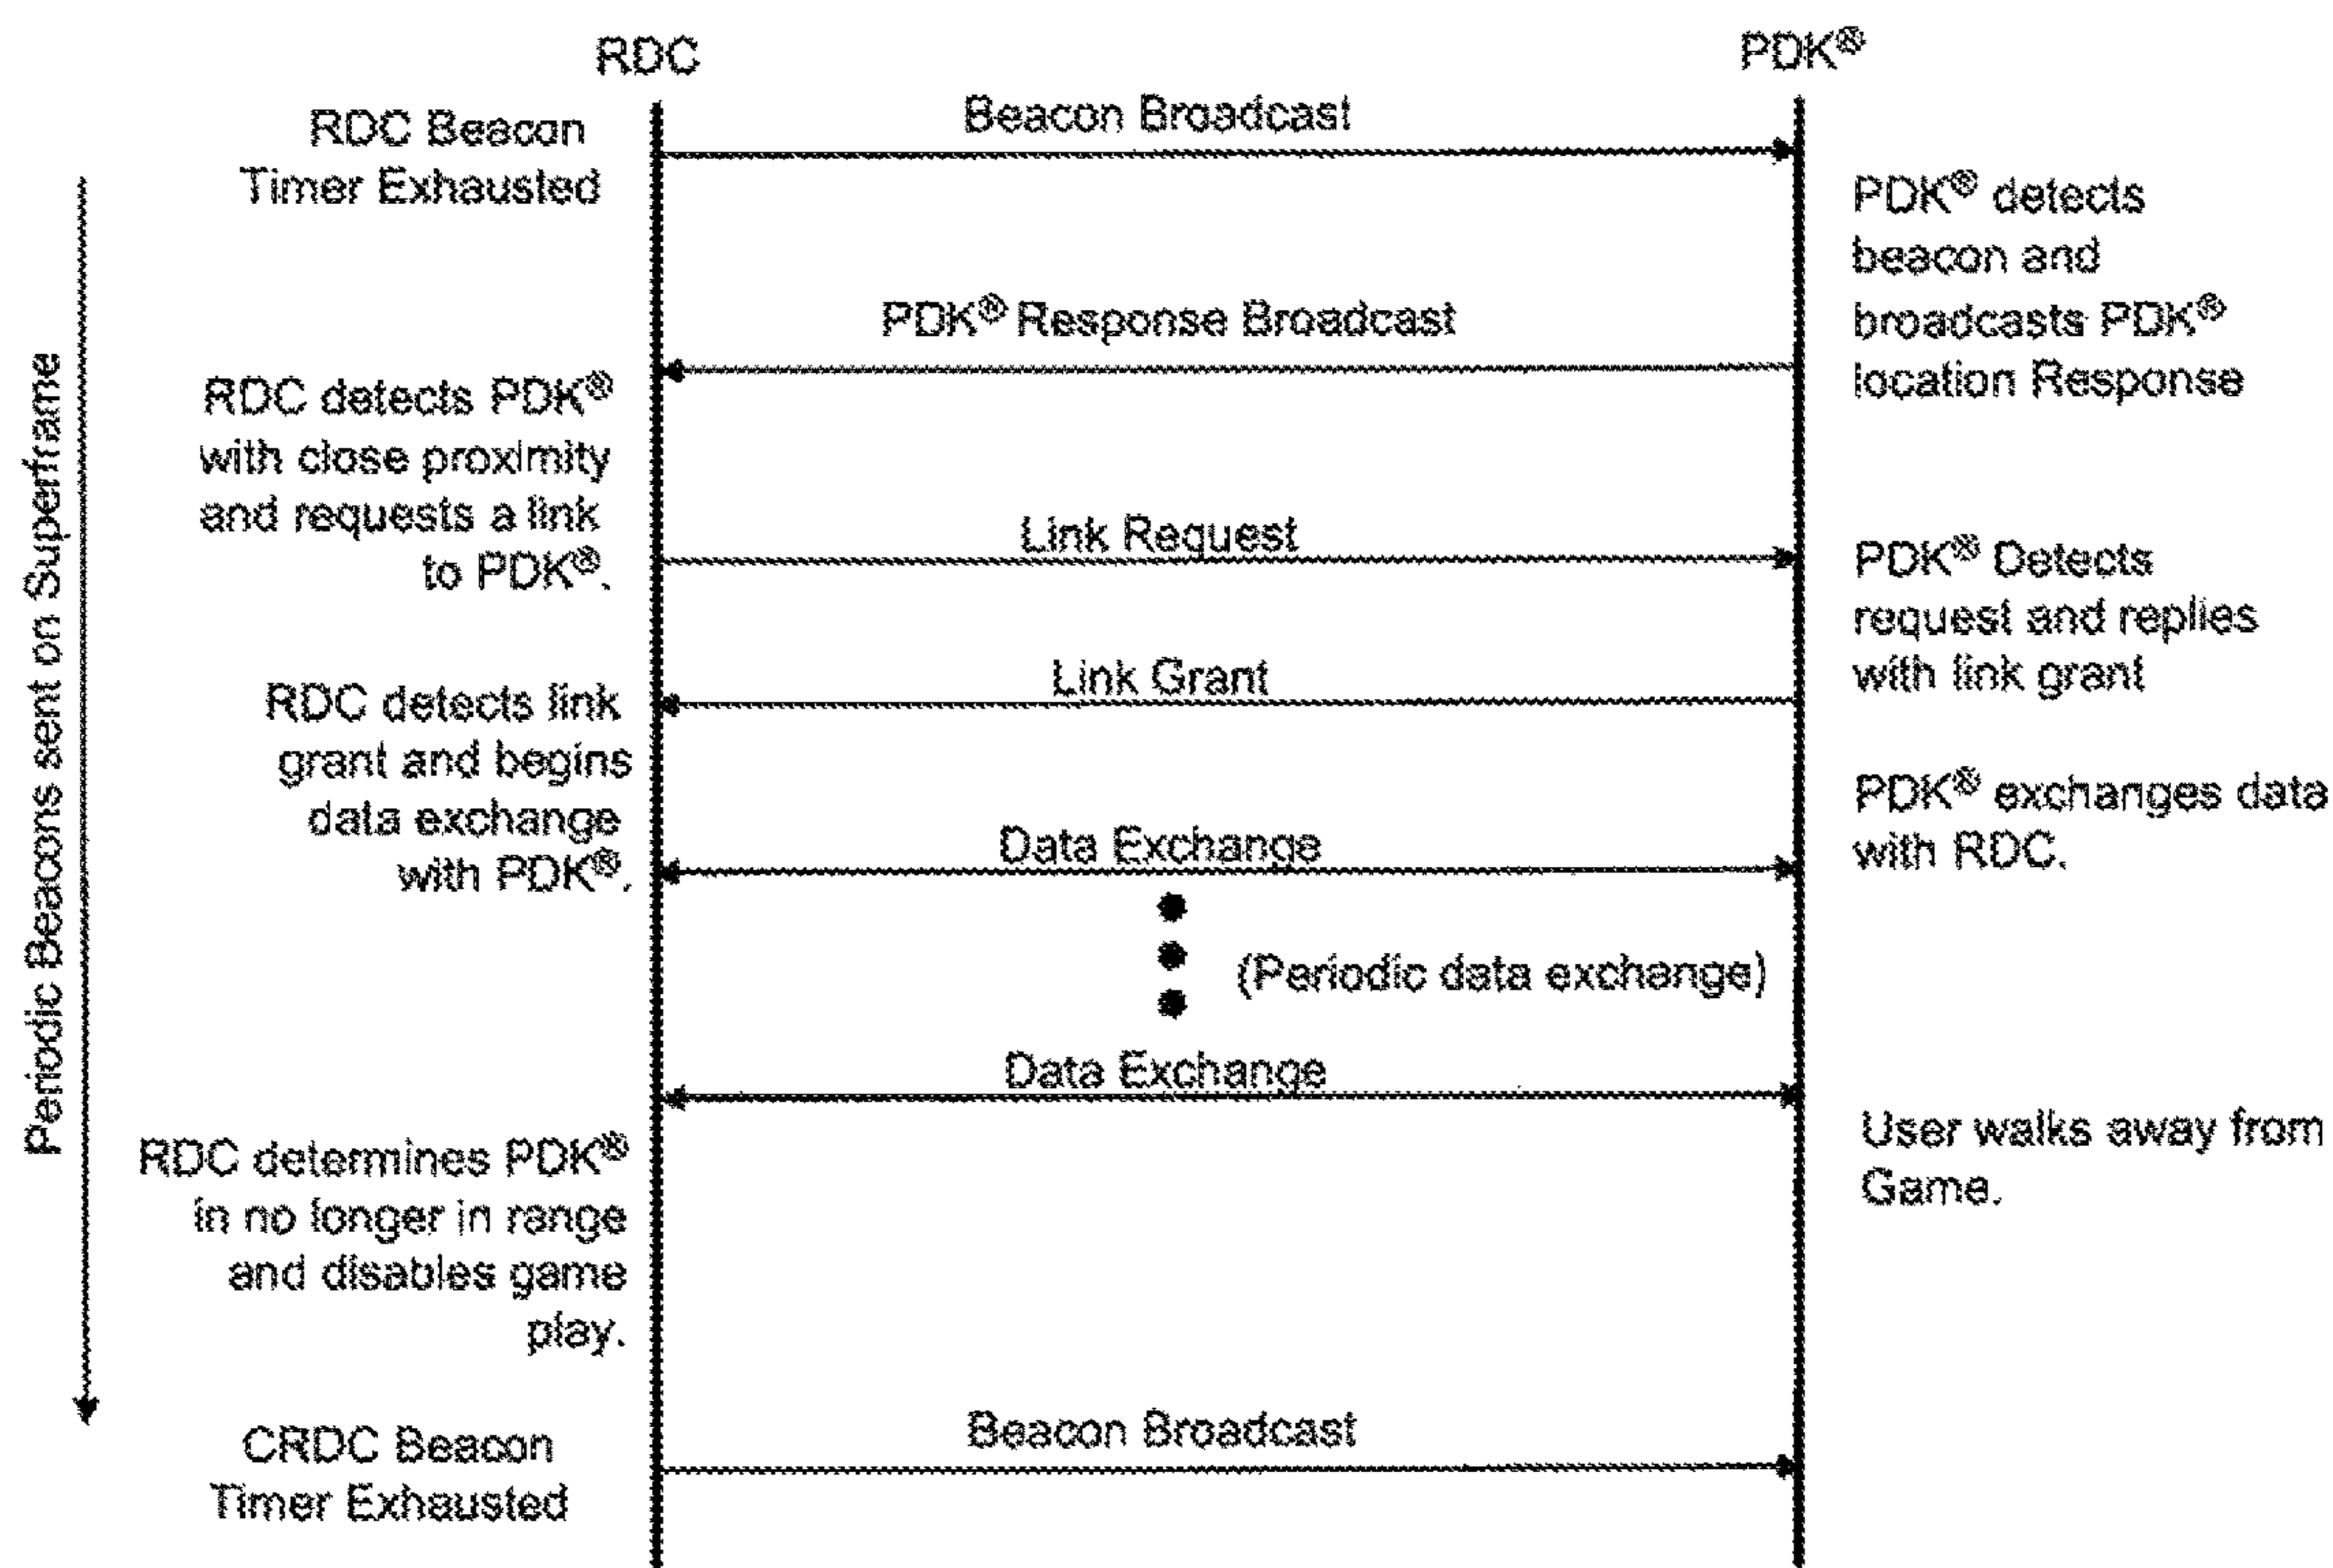 RDC
PDK®
RDC Beacon
Timer Exhausted
Beacon Broadcast
PDK® detects
beacon and
broadcasts PDK®
location Response
PDK® Response Broadcast
RDC detects PDK®
with close proximity
and requests a link
to PDK®.
Link Request
PDK® Detects
request and replies
with link grant
Link Grant
RDC detects link
grant and begins
data exchange
with PDK®.
PDK® exchanges data
with RDC.
Data Exchange
(Periodic data exchange)
Data Exchange
User walks away from
Game.
RDC determines PDK®
in no longer in range
and disables game
play.
CRDC Beacon
Timer Exhausted
Beacon Broadcast
Periodic Beacons sent on Superframe